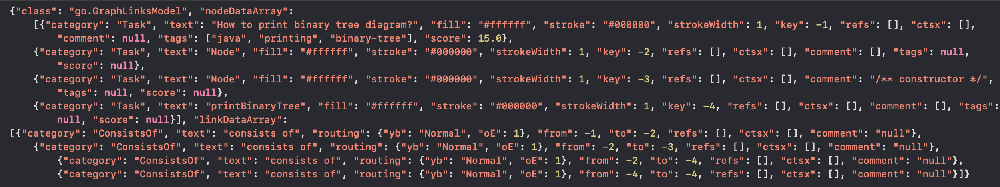 {"class": "go.GraphLinksModel", "nodeDataArray":
[{"category": "Task", "text": "How to print binary tree diagram?", "fill": "#ffffff", "stroke": "#000000", "strokeWidth": 1, "key": -1, "refs": [], "ctsx": [],
"comment": null, "tags": ["java", "printing", "binary-tree"], "score": 15.0},
{"category": "Task", "text": "Node", "fill": "#ffffff", "stroke": "#000000", "strokeWidth": 1, "key": -2, "refs": [], "ctsx": [], "comment": [], "tags": null,
"score": null},
{"category": "Task", "text": "Node", "fill": "#ffffff", "stroke": "#000000", "strokeWidth": 1, "key": -3, "refs": [], "ctsx": [], "comment": "/** constructor */",
"tags": null, "score": null},
{"category": "Task", "text": "printBinaryTree", "fill": "#ffffff", "stroke": "#000000", "strokeWidth": 1, "key": -4, "refs": [], "ctsx": [], "comment": [], "tags":
null, "score": null}], "linkDataArray":
[{"category": "ConsistsOf", "text": "consists of", "routing": {"yb": "Normal", "oE": 1}, "from": -1, "to": -2, "refs": [], "ctsx": [], "comment": "null"},
{"category": "ConsistsOf", "text": "consists of", "routing": {"yb": "Normal", "oE": 1}, "from": -2, "to": -3, "refs": [], "ctsx": [], "comment": "null"},
{"category": "ConsistsOf", "text": "consists of", "routing": {"yb": "Normal", "oE": 1}, "from": -2, "to": -4, "refs": [], "ctsx": [], "comment": "null"},
{"category": "ConsistsOf", "text": "consists of", "routing": {"yb": "Normal", "oE": 1}, "from": -4, "to": -4, "refs": [], "ctsx": [], "comment": "null"}]}